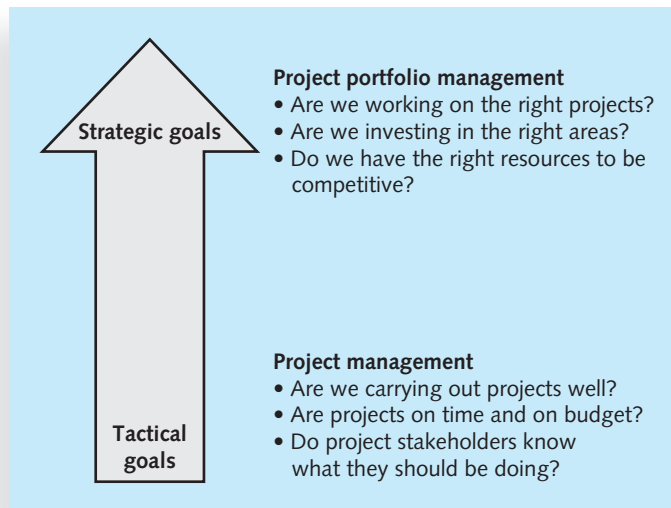 Strategic goals
Project portfolio management
• Are we working on the right projects?
• Are we investing in the right areas?
• Do we have the right resources to be
competitive?
Tactical
goals
Project management
• Are we carrying out projects well?
• Are projects on time and on budget?
• Do project stakeholders know
what they should be doing?